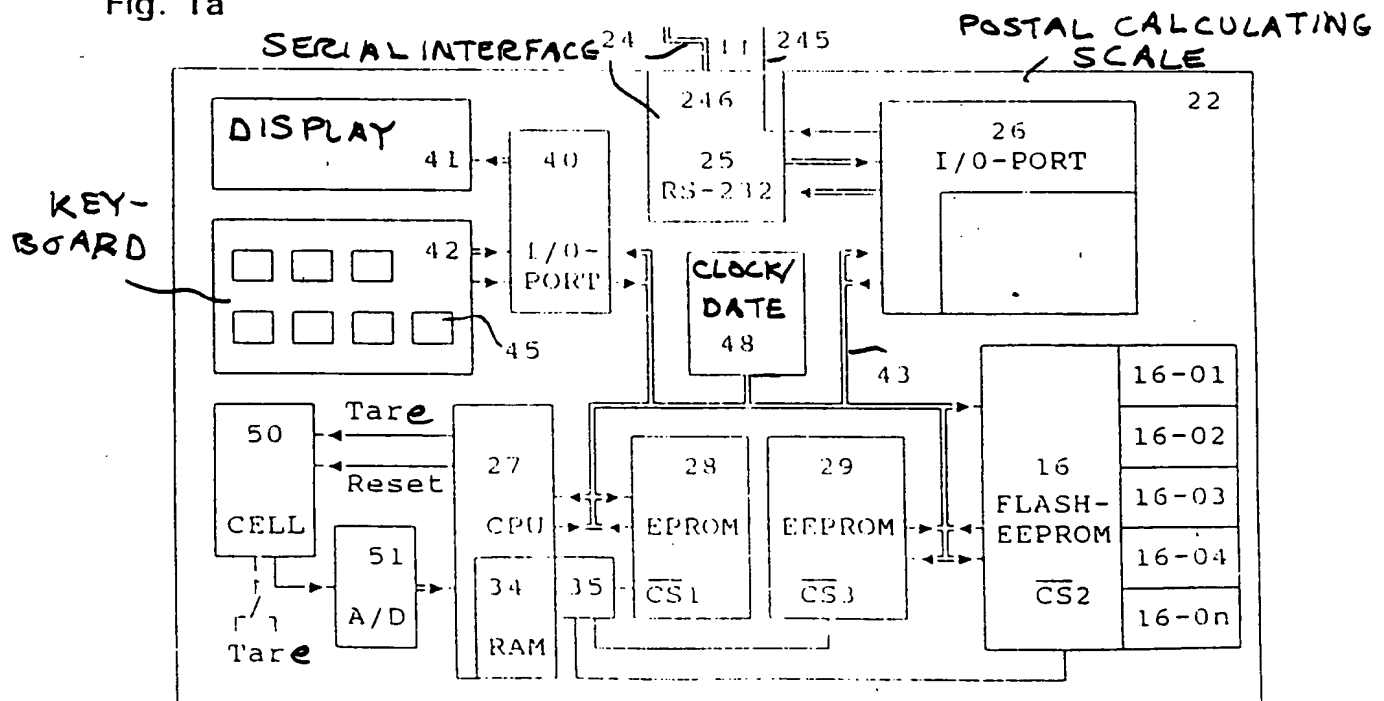 Fig. 1a
POSTAL CALCULATING
SCALE
SERIAL INTERFACE
24
11
245
22
DISPLAY
41
40
I/O-
PORT
246
25
RS-232
26
I/O-PORT
KEY-
BOARD
42
45
CLOCK/
DATE
48
43
50
CELL
Tare
Reset
27
CPU
28
EPROM
CS1
29
EEPROM
CS3
16
FLASH-
EEPROM
CS2
16-01
16-02
16-03
16-04
16-0n
51
A/D
34
RAM
35
Tare